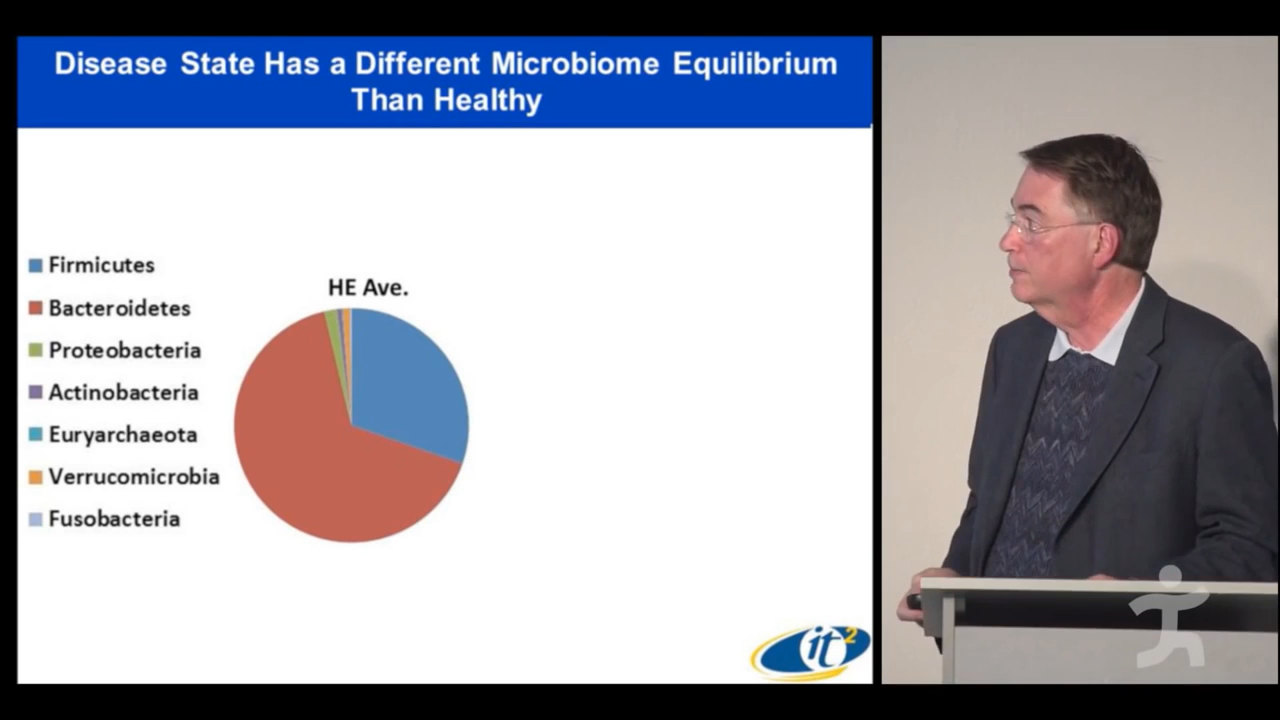 Disease State Has a Different Microbiome Equilibrium
Than Healthy
Firmicutes
Bacteroidetes
Proteobacteria
Actinobacteria
Euryarchaeota
Verrucomicrobia
Fusobacteria
HE Ave.
it2